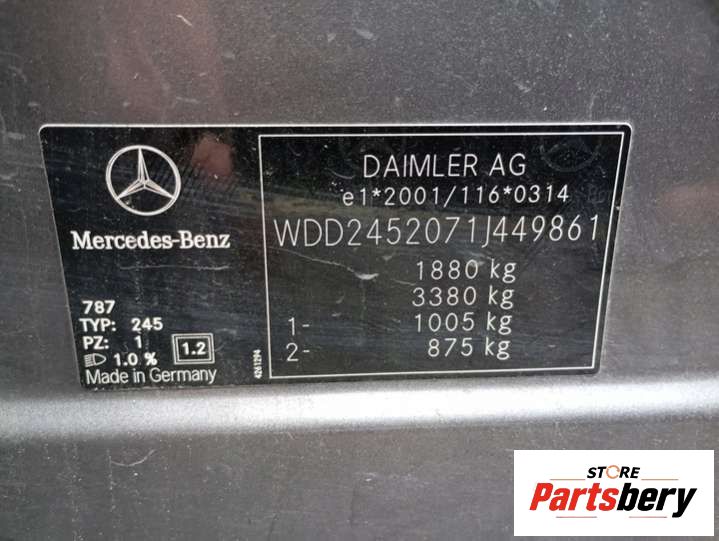 Mercedes-Benz
787
TYP: 245
PZ: 1
1.0 %
1.2
Made in Germany
4261294
DAIMLER AG
e1*2001/116*0314
WDD2452071J449861
1880 kg
3380 kg
1- 1005 kg
2- 875 kg
STORE
Partsbery